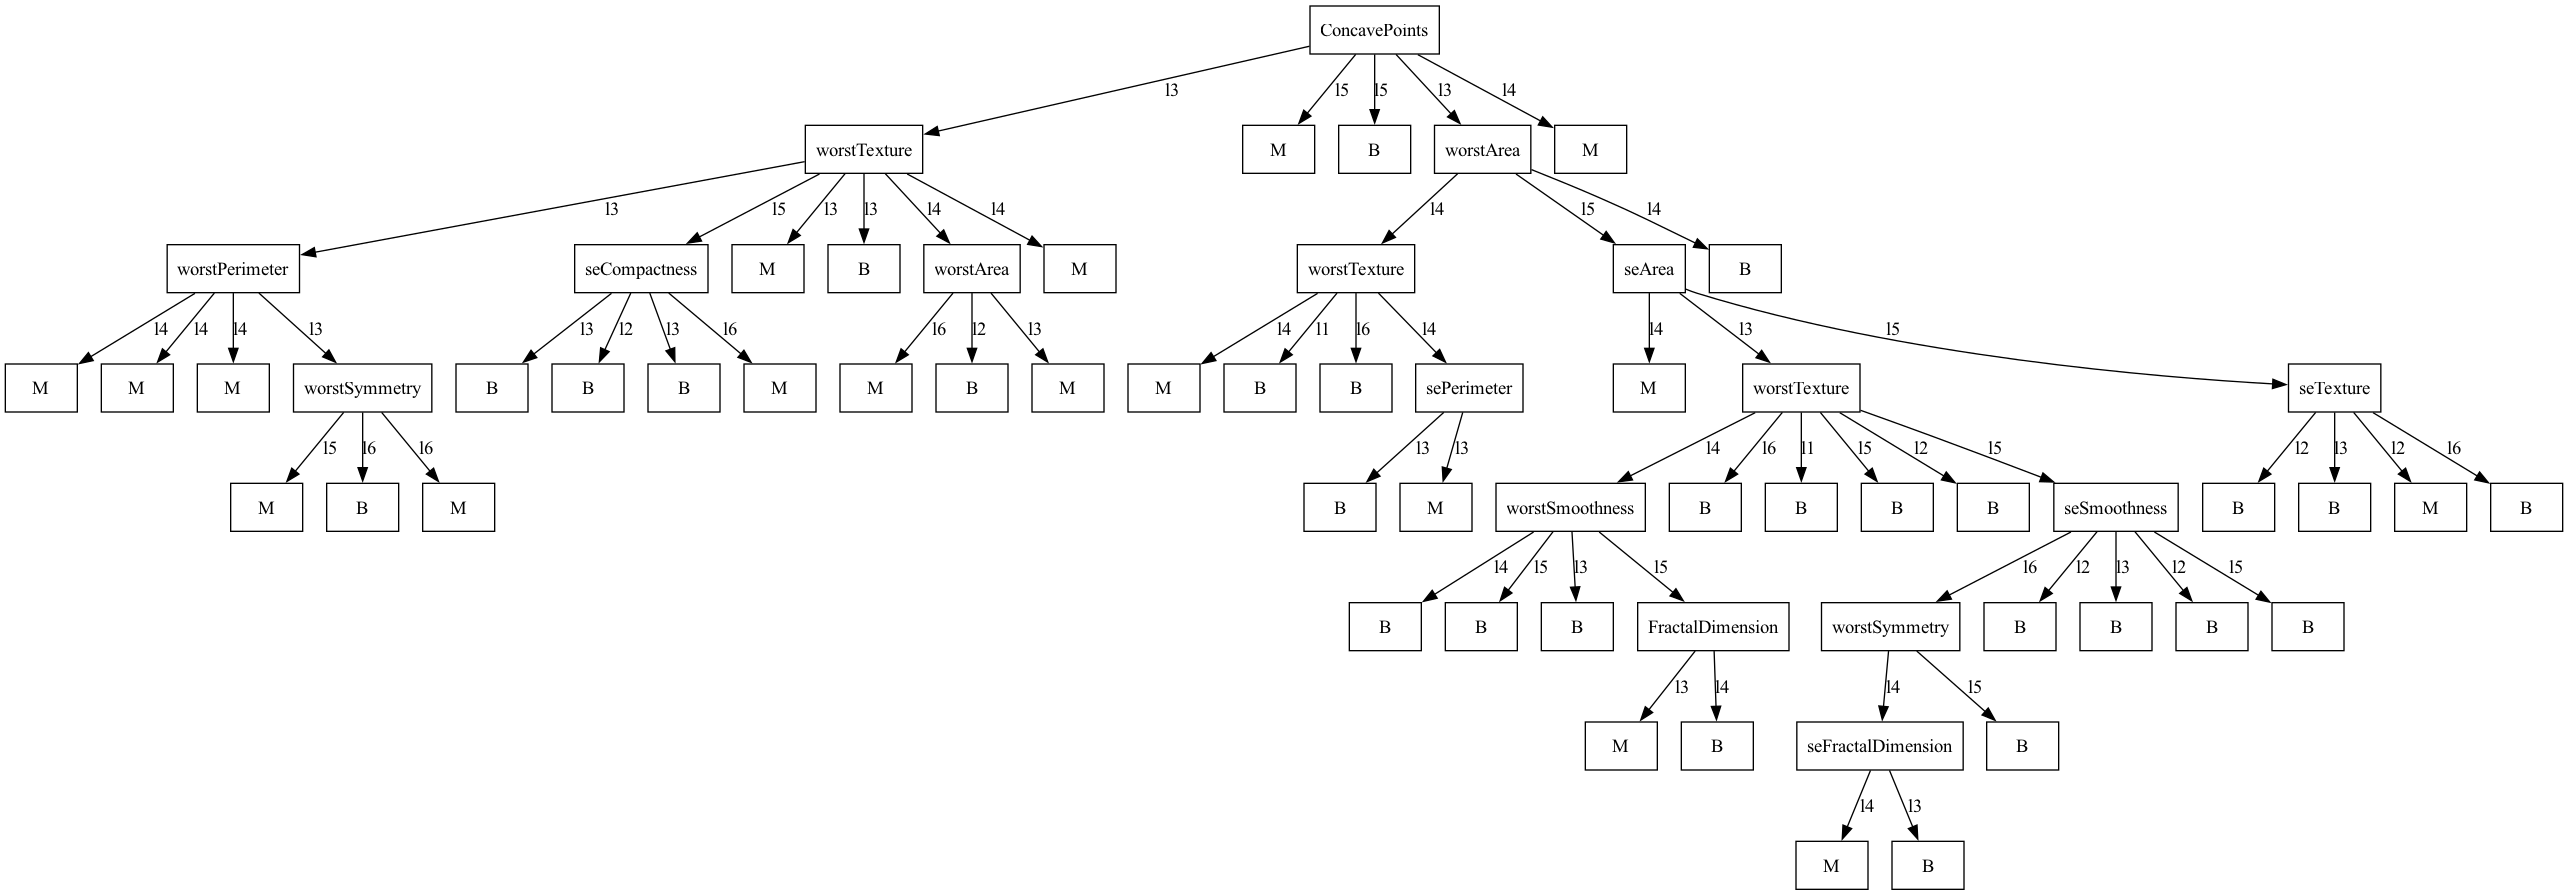 ConcavePoints
l3 l5 l5 l3 l4
worstTexture M B worstArea M
l3 l5 l3 l3 l4 l4 l4 l5 l4
worstPerimeter seCompactness M B worstArea M worstTexture seArea B
l4 l4 l4 l3 l3 l2 l3 l6 l6 l2 l3 l4 l1 l6 l4 l4 l3 l5
M M M worstSymmetry B B B M M B M M B B sePerimeter M worstTexture seTexture
l5 l6 l6 l3 l3 l4 l6 l1 l5 l2 l5 l2 l3 l2 l6
M B M B M worstSmoothness B B B B seSmoothness B B M B
l4 l5 l3 l5 l6 l2 l3 l2 l5
B B B FractalDimension worstSymmetry B B B B
l3 l4 l4 l5
M B seFractalDimension B
l4 l3
M B